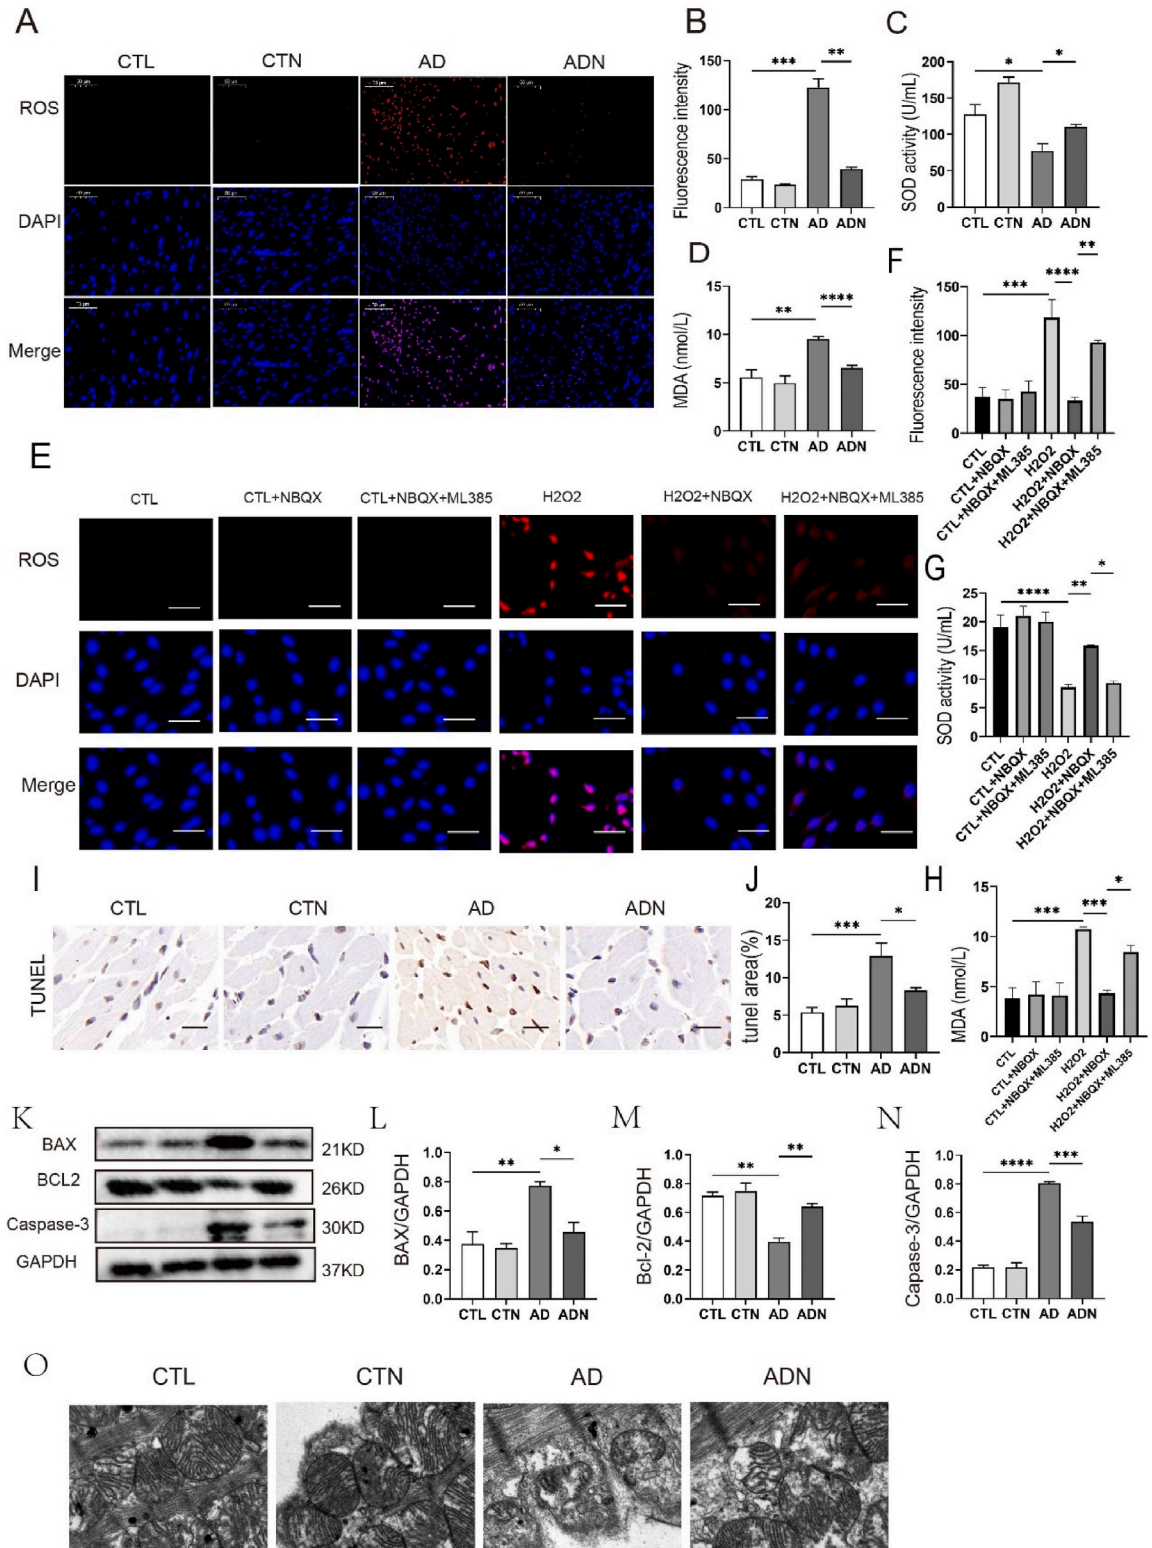 A
CTL CTN AD ADN
ROS
DAPI
Merge
B
Fluorescence intensity
150
100
50
0
*** **
CTL CTN AD ADN
C
SOD activity (U/mL)
200
150
100
50
0
* *
CTL CTN AD ADN
D
MDA (nmol/L)
15
10
5
0
** ****
CTL CTN AD ADN
F
Fluorescence intensity
150
100
50
0
*** **** **
CTL
CTL+NBQX
CTL+NBQX+ML385
H2O2
H2O2+NBQX
H2O2+NBQX+ML385
E
CTL CTL+NBQX CTL+NBQX+ML385 H2O2 H2O2+NBQX H2O2+NBQX+ML385
ROS
DAPI
Merge
G
SOD activity (U/mL)
25
20
15
10
5
0
**** ** *
CTL
CTL+NBQX
CTL+NBQX+ML385
H2O2
H2O2+NBQX
H2O2+NBQX+ML385
I
CTL CTN AD ADN
TUNEL
J
tunel area(%)
20
15
10
5
0
*** *
CTL CTN AD ADN
H
MDA (nmol/L)
15
10
5
0
*** *** *
CTL
CTL+NBQX
CTL+NBQX+ML385
H2O2
H2O2+NBQX
H2O2+NBQX+ML385
K
BAX 21KD
BCL2 26KD
Caspase-3 30KD
GAPDH 37KD
L
BAX/GAPDH
1.0
0.8
0.6
0.4
0.2
0.0
** *
CTL CTN AD ADN
M
Bcl-2/GAPDH
1.0
0.8
0.6
0.4
0.2
0.0
** **
CTL CTN AD ADN
N
Capase-3/GAPDH
1.0
0.8
0.6
0.4
0.2
0.0
**** ***
CTL CTN AD ADN
O
CTL CTN AD ADN